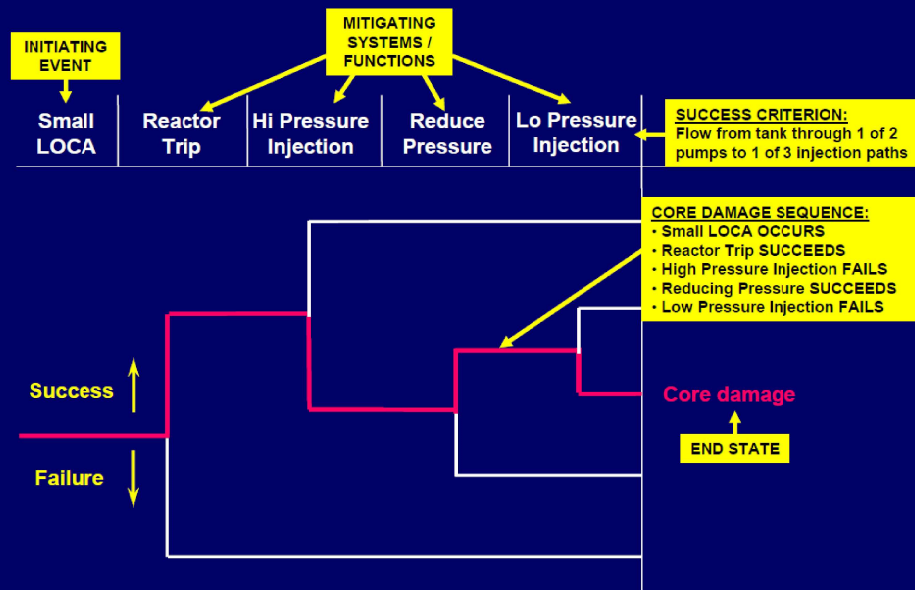 INITIATING
EVENT
MITIGATING
SYSTEMS /
FUNCTIONS
Small
LOCA
Reactor
Trip
Hi Pressure
Injection
Reduce
Pressure
Lo Pressure
Injection
SUCCESS CRITERION:
Flow from tank through 1 of 2
pumps to 1 of 3 injection paths
CORE DAMAGE SEQUENCE:
• Small LOCA OCCURS
• Reactor Trip SUCCEEDS
• High Pressure Injection FAILS
• Reducing Pressure SUCCEEDS
• Low Pressure Injection FAILS
Success
Failure
Core damage
END STATE